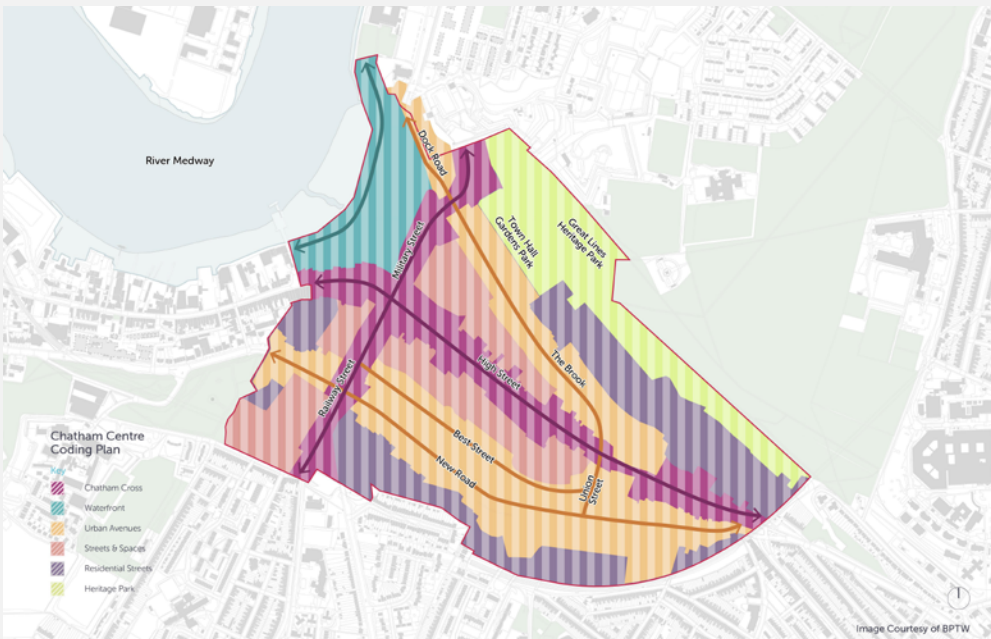 River Medway
Dock Road
Military Street
Town Hall
Gardens Park
Great Lines
Heritage Park
The Brook
High Street
Railway Street
Best Street
New Road
Union
Street
Chatham Centre
Coding Plan
Key
Chatham Cross
Waterfront
Urban Avenues
Streets & Spaces
Residential Streets
Heritage Park
Image Courtesy of BPTW